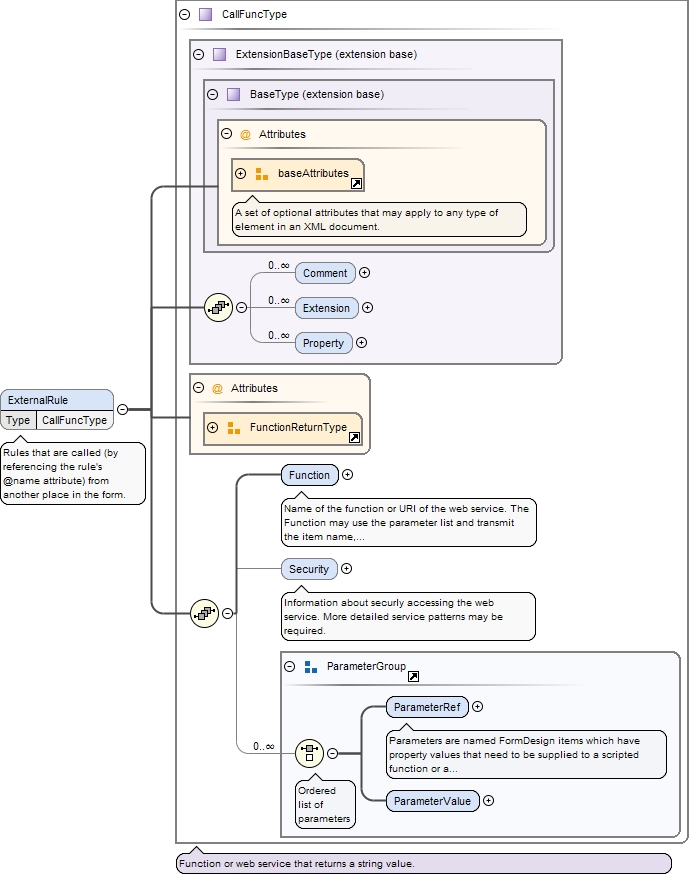 CallFuncType
ExtensionBaseType (extension base)
BaseType (extension base)
@ Attributes
baseAttributes
A set of optional attributes that may apply to any type of
element in an XML document.
0..∞ Comment
0..∞ Extension
0..∞ Property
@ Attributes
FunctionReturnType
ExternalRule
Type CallFuncType
Rules that are called (by
referencing the rule's
@name attribute) from
another place in the form.
Function
Name of the function or URI of the web service. The
Function may use the parameter list and transmit
the item name,...
Security
Information about securly accessing the web
service. More detailed service patterns may be
required.
ParameterGroup
ParameterRef
Parameters are named FormDesign items which have
property values that need to be supplied to a scripted
function or a...
0..∞
Ordered
list of
parameters
ParameterValue
Function or web service that returns a string value.